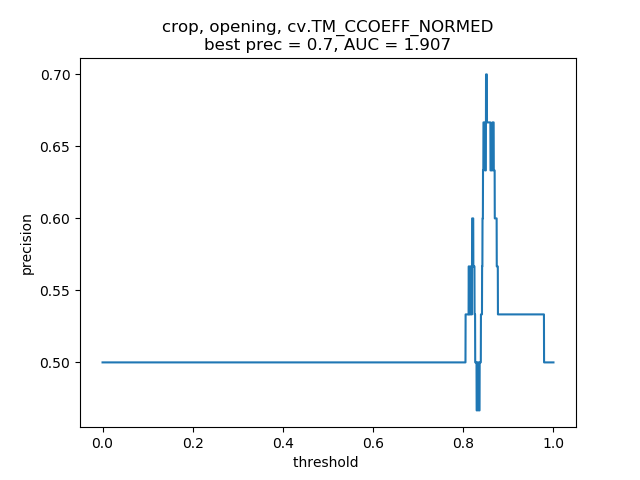 crop, opening, cv.TM_CCOEFF_NORMED
best prec = 0.7, AUC = 1.907
0.70
0.65
0.60
0.55
0.50
precision
0.0 0.2 0.4 0.6 0.8 1.0
threshold